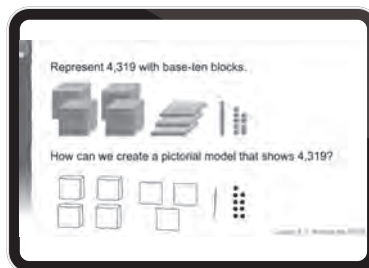 Represent 4,319 with base-ten blocks.
How can we create a pictorial model that shows 4,319?